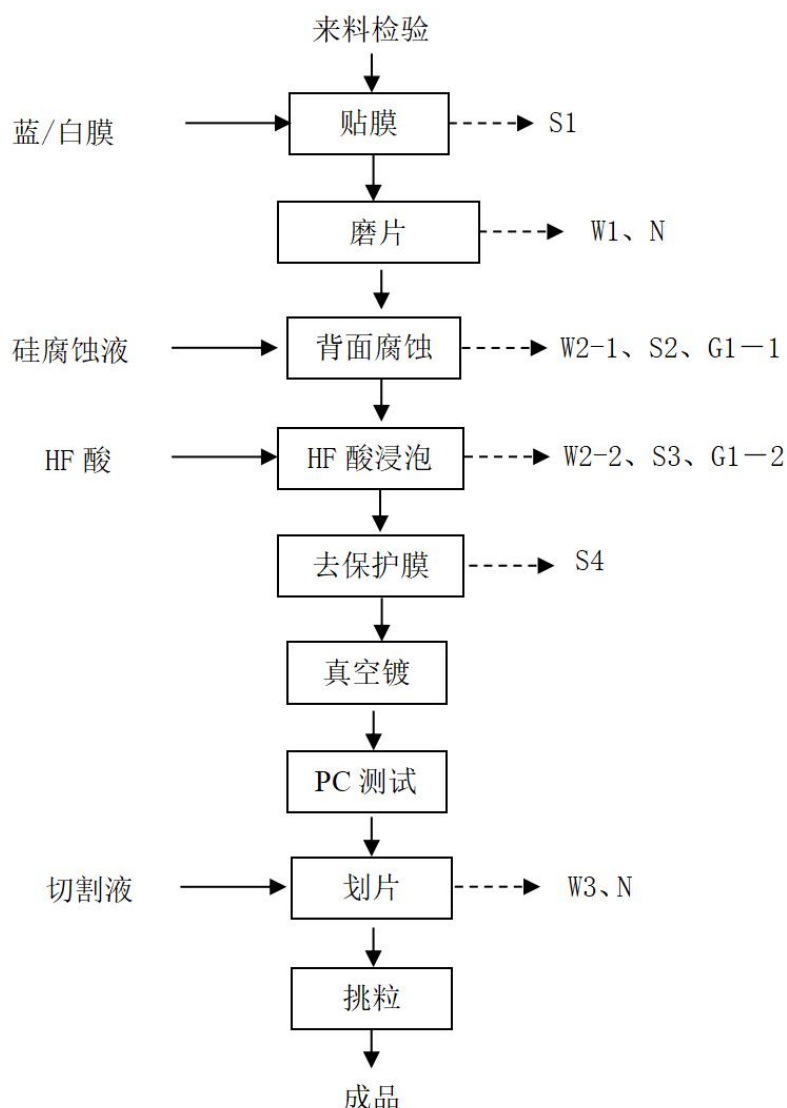 来料检验
蓝/白膜
贴膜
S1
磨片
W1、N
硅腐蚀液
背面腐蚀
W2-1、S2、G1－1
HF 酸
HF 酸浸泡
W2-2、S3、G1－2
去保护膜
S4
真空镀
PC 测试
切割液
划片
W3、N
挑粒
成品